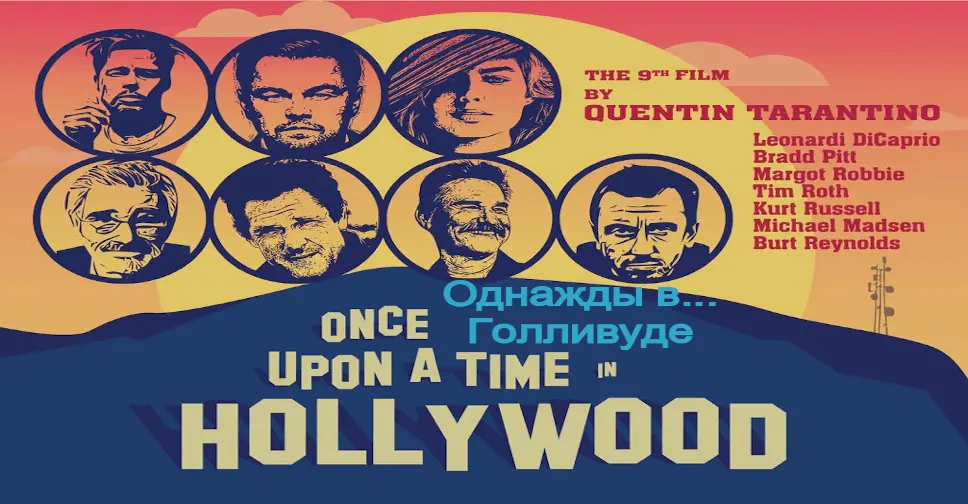 THE 9TH FILM
BY
QUENTIN TARANTINO
Leonardi DiCaprio
Bradd Pitt
Margot Robbie
Tim Roth
Kurt Russell
Michael Madsen
Burt Reynolds
Однажды в...
Голливуде
ONCE
UPON A TIME IN
HOLLYWOOD